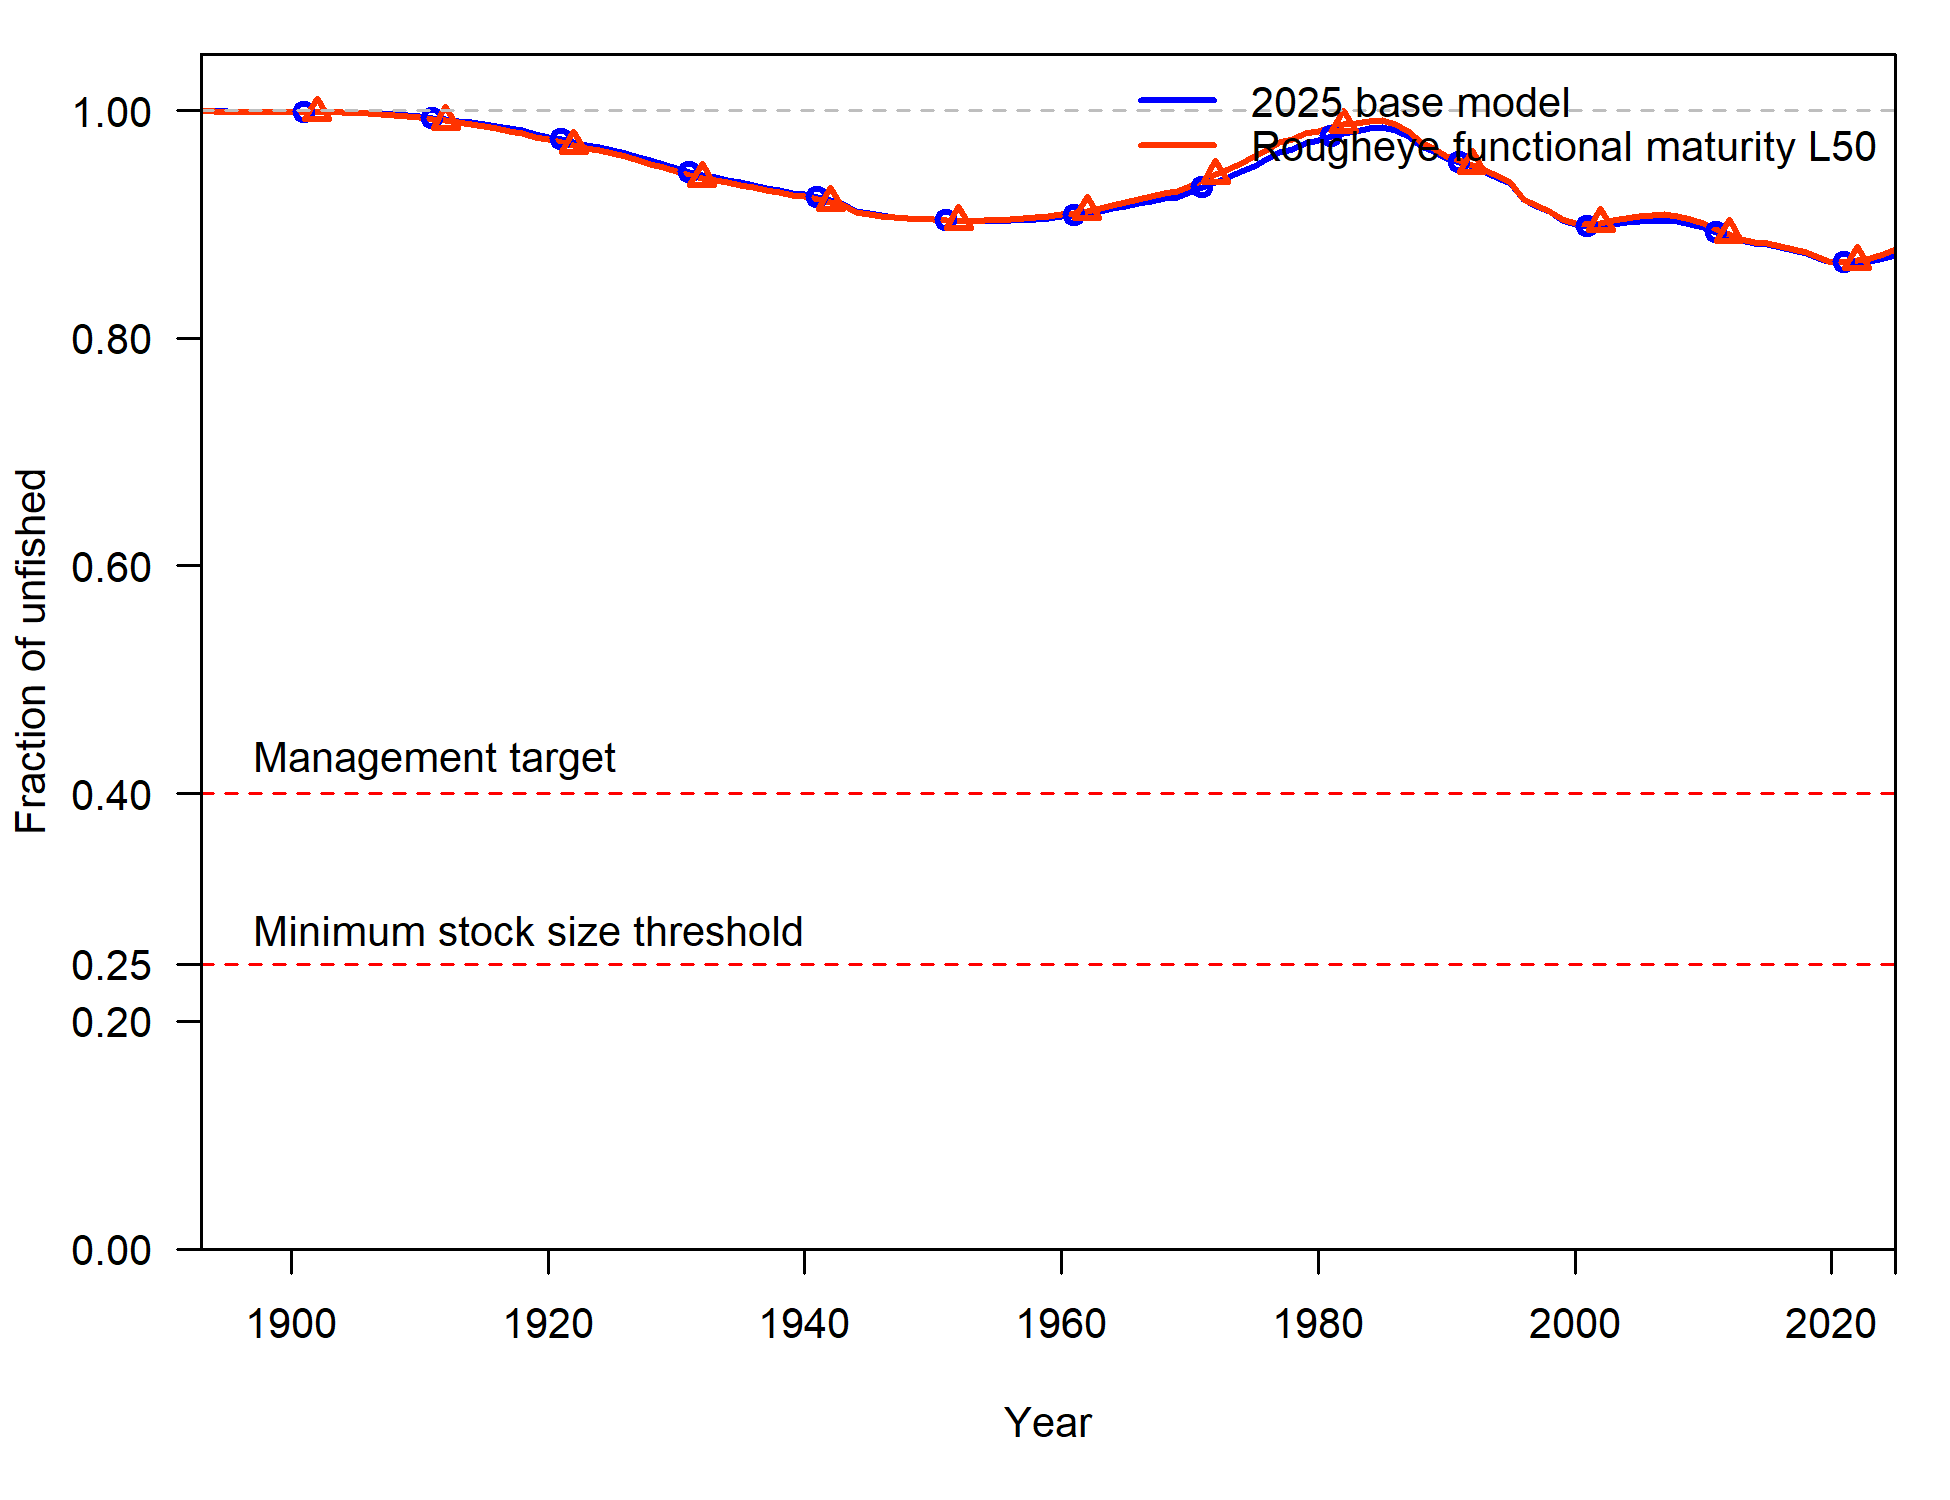 2025 base model
Rougheye functional maturity L50
1.00
0.80
0.60
0.40
0.25
0.20
0.00
Fraction of unfished
Management target
Minimum stock size threshold
1900 1920 1940 1960 1980 2000 2020
Year